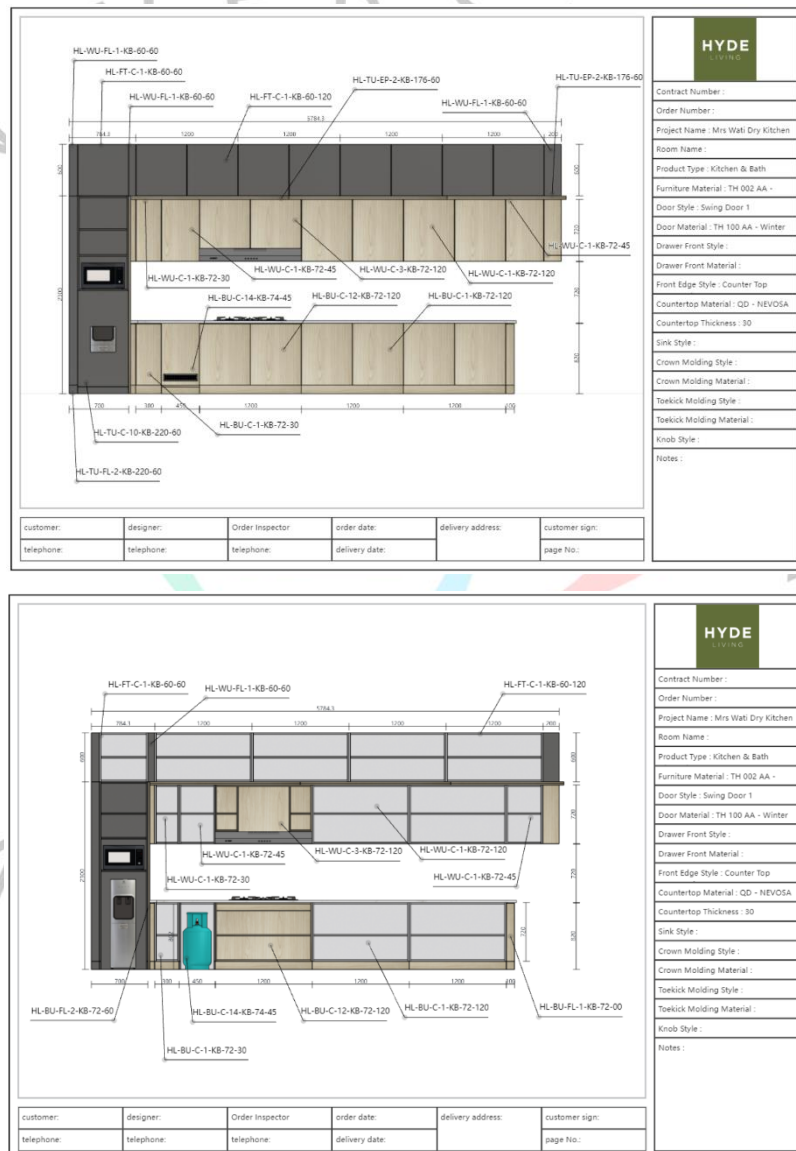 HL-WU-FL-1-KB-60-60
HL-FT-C-1-KB-60-60
HL-WU-FL-1-KB-60-60
HL-FT-C-1-KB-60-120
HL-TU-EP-2-KB-176-60
HL-WU-FL-1-KB-60-60
HL-TU-EP-2-KB-176-60
5784.3
784.3 1200 1200 1200 1200 200
600 600
2300 720 720 820
HL-WU-C-1-KB-72-30
HL-WU-C-1-KB-72-45
HL-WU-C-3-KB-72-120
HL-WU-C-1-KB-72-120
HL-WU-C-1-KB-72-45
HL-BU-C-14-KB-74-45
HL-BU-C-12-KB-72-120
HL-BU-C-1-KB-72-120
700 450 1200 1200 1200
HL-TU-C-10-KB-220-60
HL-BU-C-1-KB-72-30
HL-TU-FL-2-KB-220-60
HYDE
LIVING
Contract Number :
Order Number :
Project Name : Mrs Wati Dry Kitchen
Room Name :
Product Type : Kitchen & Bath
Furniture Material : TH 002 AA -
Door Style : Swing Door 1
Door Material : TH 100 AA - Winter
Drawer Front Style :
Drawer Front Material :
Front Edge Style : Counter Top
Countertop Material : QD - NEVOSA
Countertop Thickness : 30
Sink Style :
Crown Molding Style :
Crown Molding Material :
Toekick Molding Style :
Toekick Molding Material :
Knob Style :
Notes :
customer: designer: Order Inspector order date: delivery address: customer sign:
telephone: telephone: telephone: delivery date: page No.:
HL-FT-C-1-KB-60-60
HL-WU-FL-1-KB-60-60
HL-FT-C-1-KB-60-120
5784.3
1200 1200 1200 1200
720 720 820
HL-WU-C-1-KB-72-45
HL-WU-C-3-KB-72-120
HL-WU-C-1-KB-72-120
HL-WU-C-1-KB-72-30
HL-WU-C-1-KB-72-45
720
450 1200 1200 1200
HL-BU-FL-2-KB-72-60
HL-BU-C-14-KB-74-45
HL-BU-C-12-KB-72-120
HL-BU-C-1-KB-72-120
HL-BU-FL-1-KB-72-00
HL-BU-C-1-KB-72-30
HYDE
LIVING
Contract Number :
Order Number :
Project Name : Mrs Wati Dry Kitchen
Room Name :
Product Type : Kitchen & Bath
Furniture Material : TH 002 AA -
Door Style : Swing Door 1
Door Material : TH 100 AA - Winter
Drawer Front Style :
Drawer Front Material :
Front Edge Style : Counter Top
Countertop Material : QD - NEVOSA
Countertop Thickness : 30
Sink Style :
Crown Molding Style :
Crown Molding Material :
Toekick Molding Style :
Toekick Molding Material :
Knob Style :
Notes :
customer: designer: Order Inspector order date: delivery address: customer sign:
telephone: telephone: telephone: delivery date: page No.: